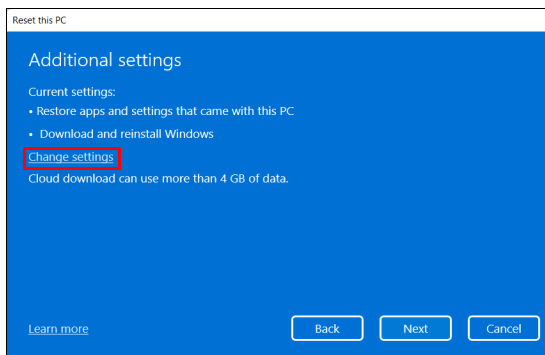 Reset this PC
Additional settings
Current settings:
▪ Restore apps and settings that came with this PC
▪ Download and reinstall Windows
Change settings
Cloud download can use more than 4 GB of data.
Learn more
Back
Next
Cancel